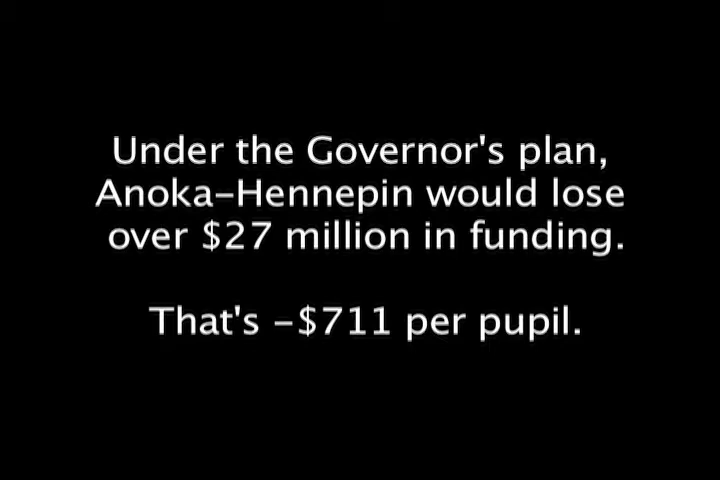 Under the Governor's plan,
Anoka-Hennepin would lose
over $27 million in funding.
That's -$711 per pupil.